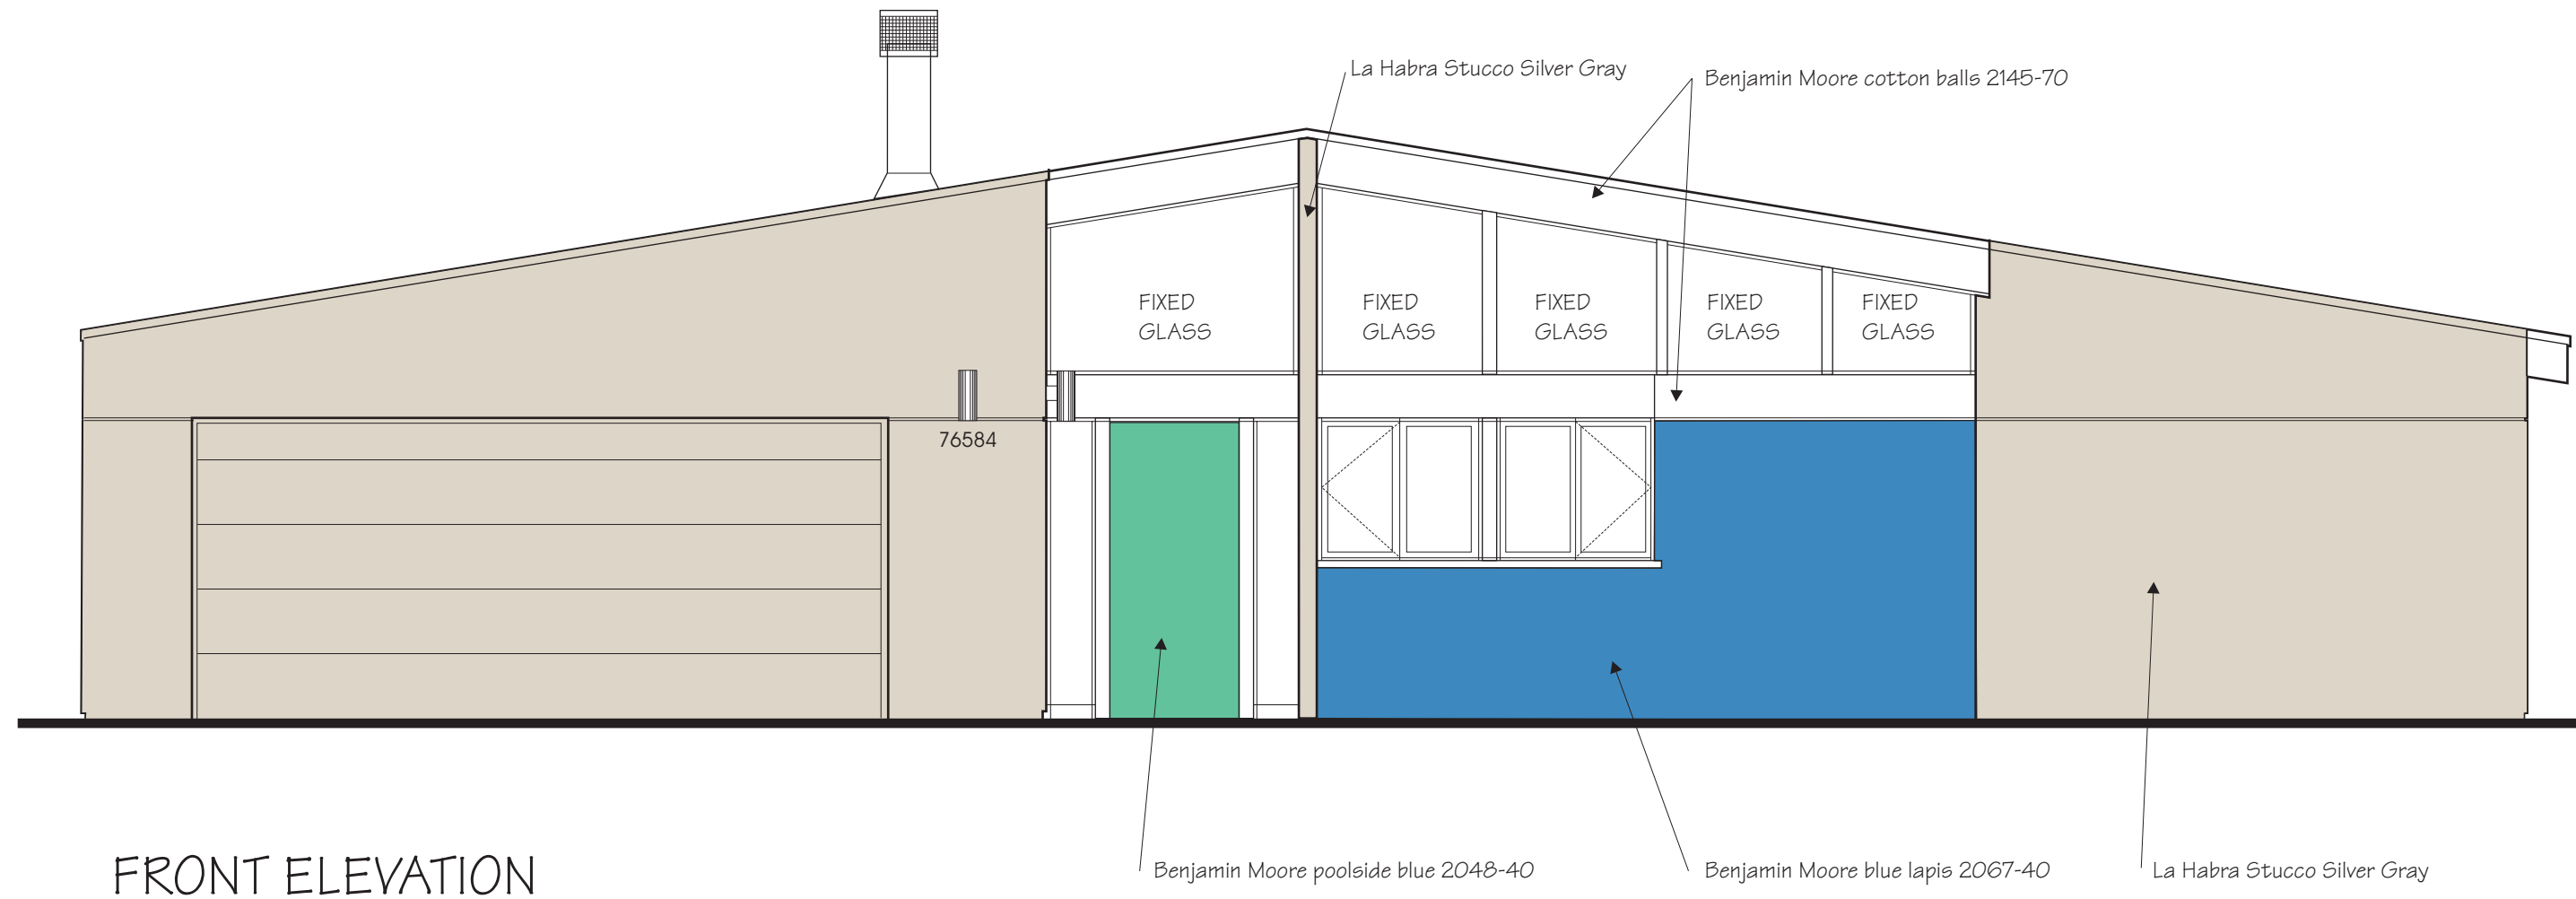 La Habra Stucco Silver Gray
Benjamin Moore cotton balls 2145-70
FIXED
GLASS
FIXED
GLASS
FIXED
GLASS
FIXED
GLASS
FIXED
GLASS
76584
FRONT ELEVATION
Benjamin Moore poolside blue 2048-40
Benjamin Moore blue lapis 2067-40
La Habra Stucco Silver Gray